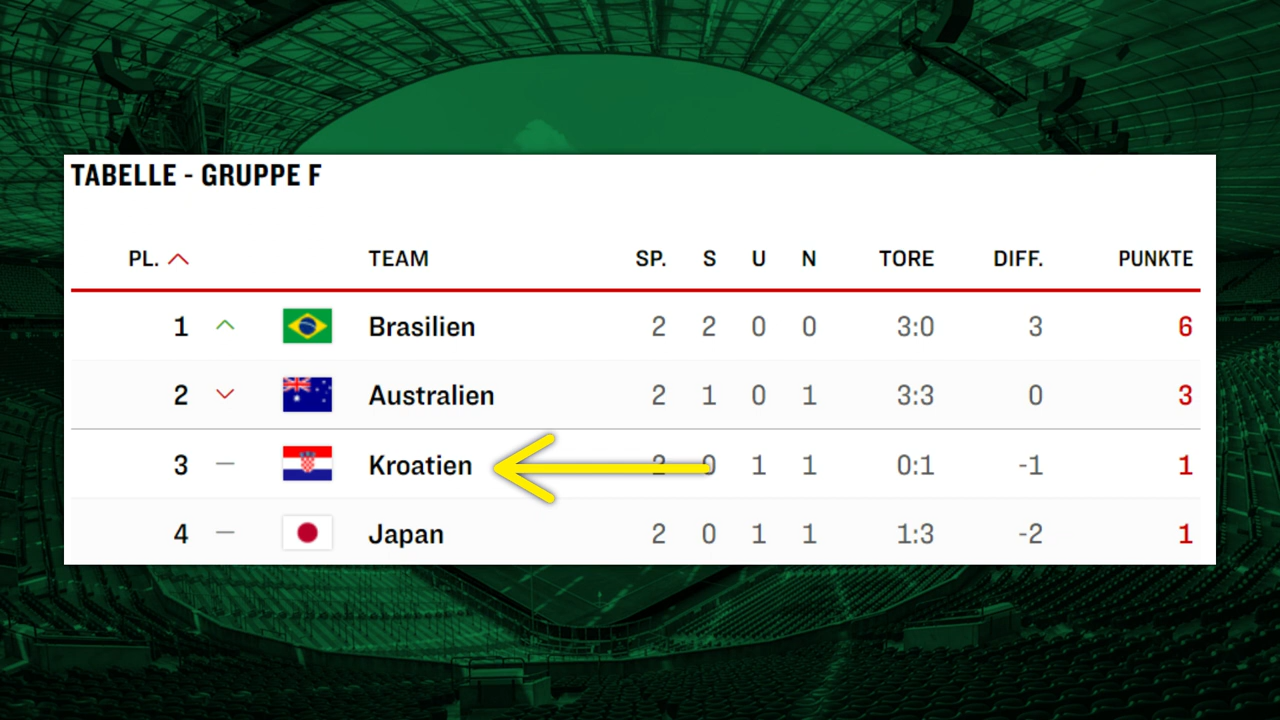 TABELLE - GRUPPE F
PL. TEAM SP. S U N TORE DIFF. PUNKTE
1 Brasilien 2 2 0 0 3:0 3 6
2 Australien 2 1 0 1 3:3 0 3
3 Kroatien 2 0 1 1 0:1 -1 1
4 Japan 2 0 1 1 1:3 -2 1